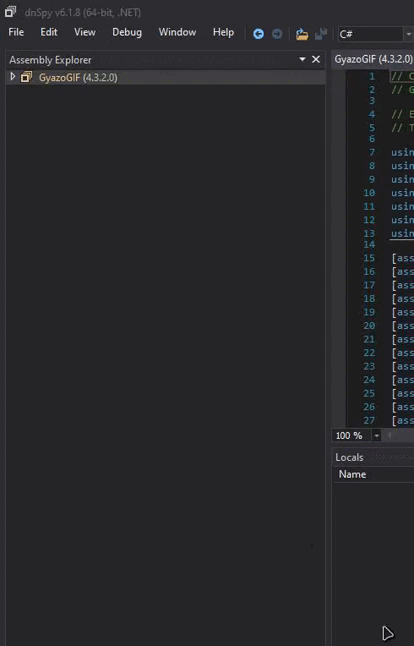 dnSpy v6.1.8 (64-bit, .NET)
File Edit View Debug Window Help C#
Assembly Explorer
GyazoGIF (4.3.2.0)
GyazoGIF (4.3.2.0)
1 // C
2 // G
3
4 // E
5 // T
6
7 usin
8 usin
9 usin
10 usin
11 usin
12 usin
13 usin
14
15 [ass
16 [ass
17 [ass
18 [ass
19 [ass
20 [ass
21 [ass
22 [ass
23 [ass
24 [ass
25 [ass
26 [ass
27 [ass
100 %
Locals
Name